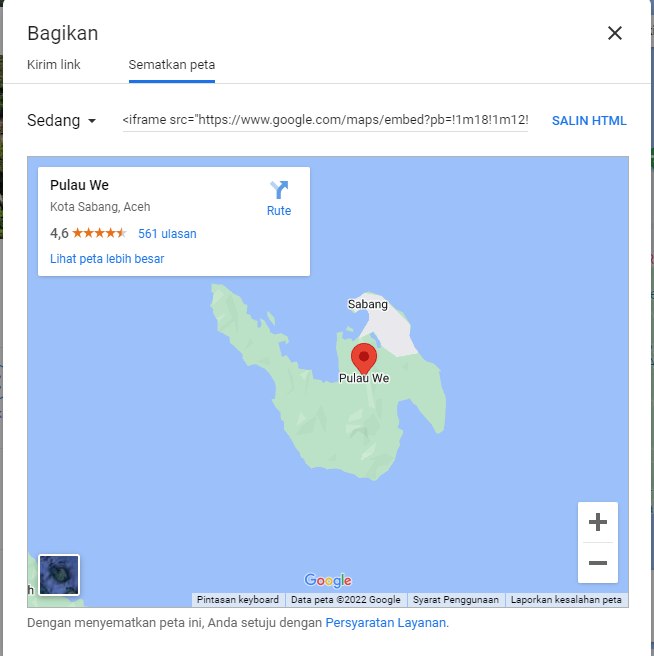 Bagikan
Kirim link
Sematkan peta
Sedang
<iframe src="https://www.google.com/maps/embed?pb=!1m18!1m12!
SALIN HTML
Pulau We
Kota Sabang, Aceh
Rute
4,6
561 ulasan
Lihat peta lebih besar
Sabang
Pulau We
h
Google
Pintasan keyboard
Data peta ©2022 Google
Syarat Penggunaan
Laporkan kesalahan peta
Dengan menyematkan peta ini, Anda setuju dengan Persyaratan Layanan.